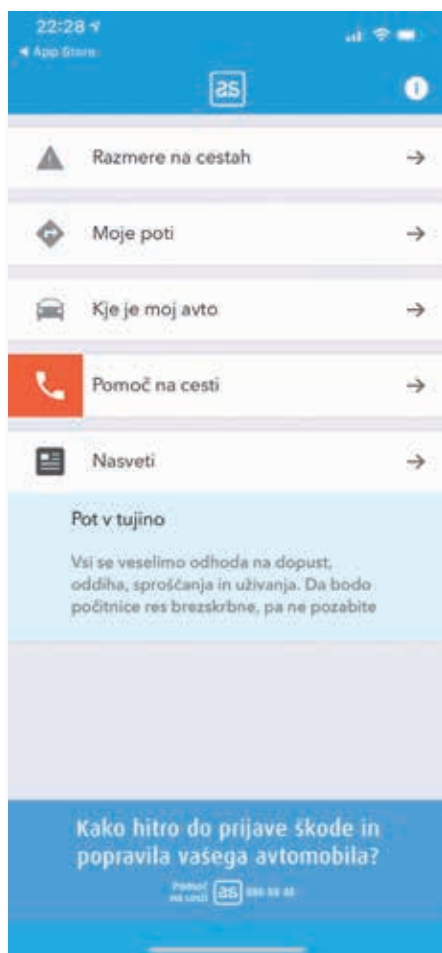 22:28
App Store
as
Razmere na cestah
Moje poti
Kje je moj avto
Pomoč na cesti
Nasveti
Pot v tujino
Vsi se veselimo odhoda na dopust,
oddiha, sproščanja in uživanja. Da bodo
počitnice res brezskrbne, pa ne pozabite
Kako hitro do prijave škode in
popravila vašega avtomobila?
Pomoč
as